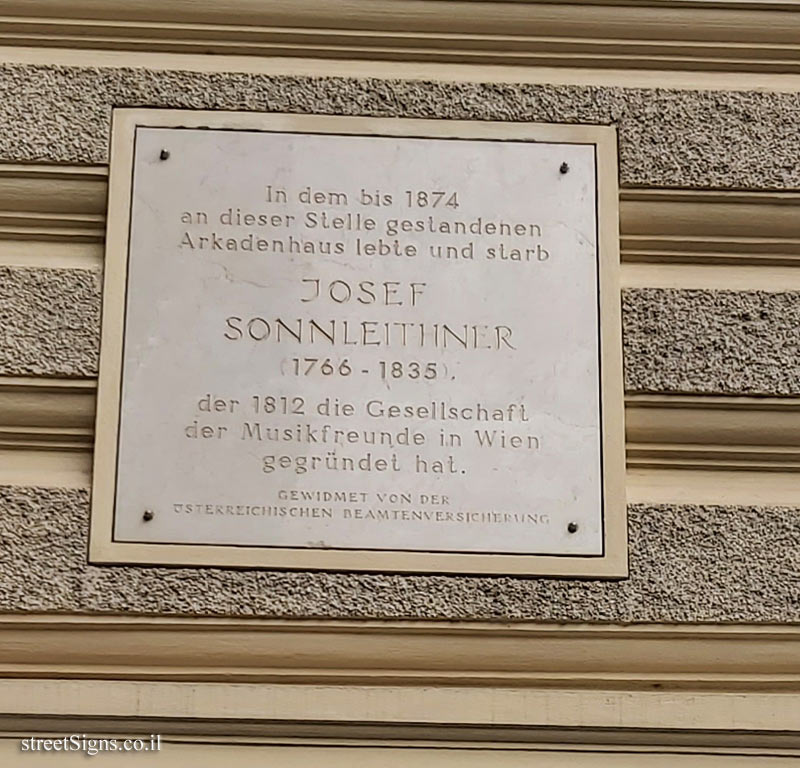 In dem bis 1874
an dieser Stelle gestandenen
Arkadenhaus lebte und starb
JOSEF
SONNLEITHNER
(1766 - 1835),
der 1812 die Gesellschaft
der Musikfreunde in Wien
gegründet hat.
GEWIDMET VON DER
ÖSTERREICHISCHEN BEAMTENVERSICHERUNG
streetSigns.co.il